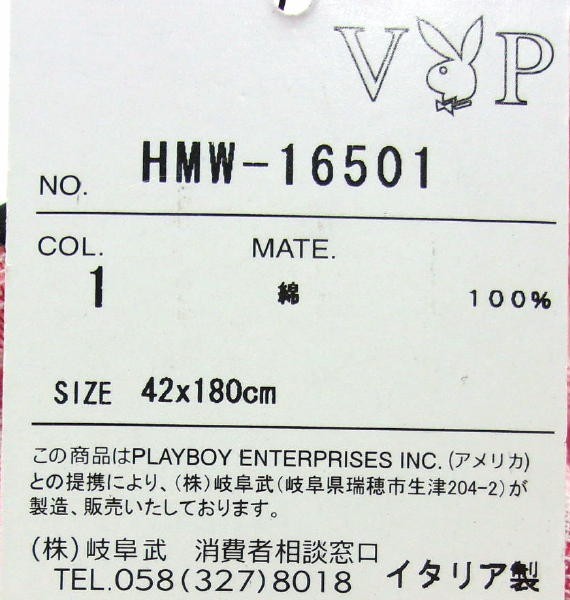 V P
NO. HMW-16501
COL. MATE.
1 綿 100%
SIZE 42x180cm
この商品はPLAYBOY ENTERPRISES INC.(アメリカ)
との提携により、(株)岐阜武(岐阜県瑞穂市生津204-2)が
製造、販売いたしております。
(株)岐阜武 消費者相談窓口
TEL.058(327)8018 イタリア製